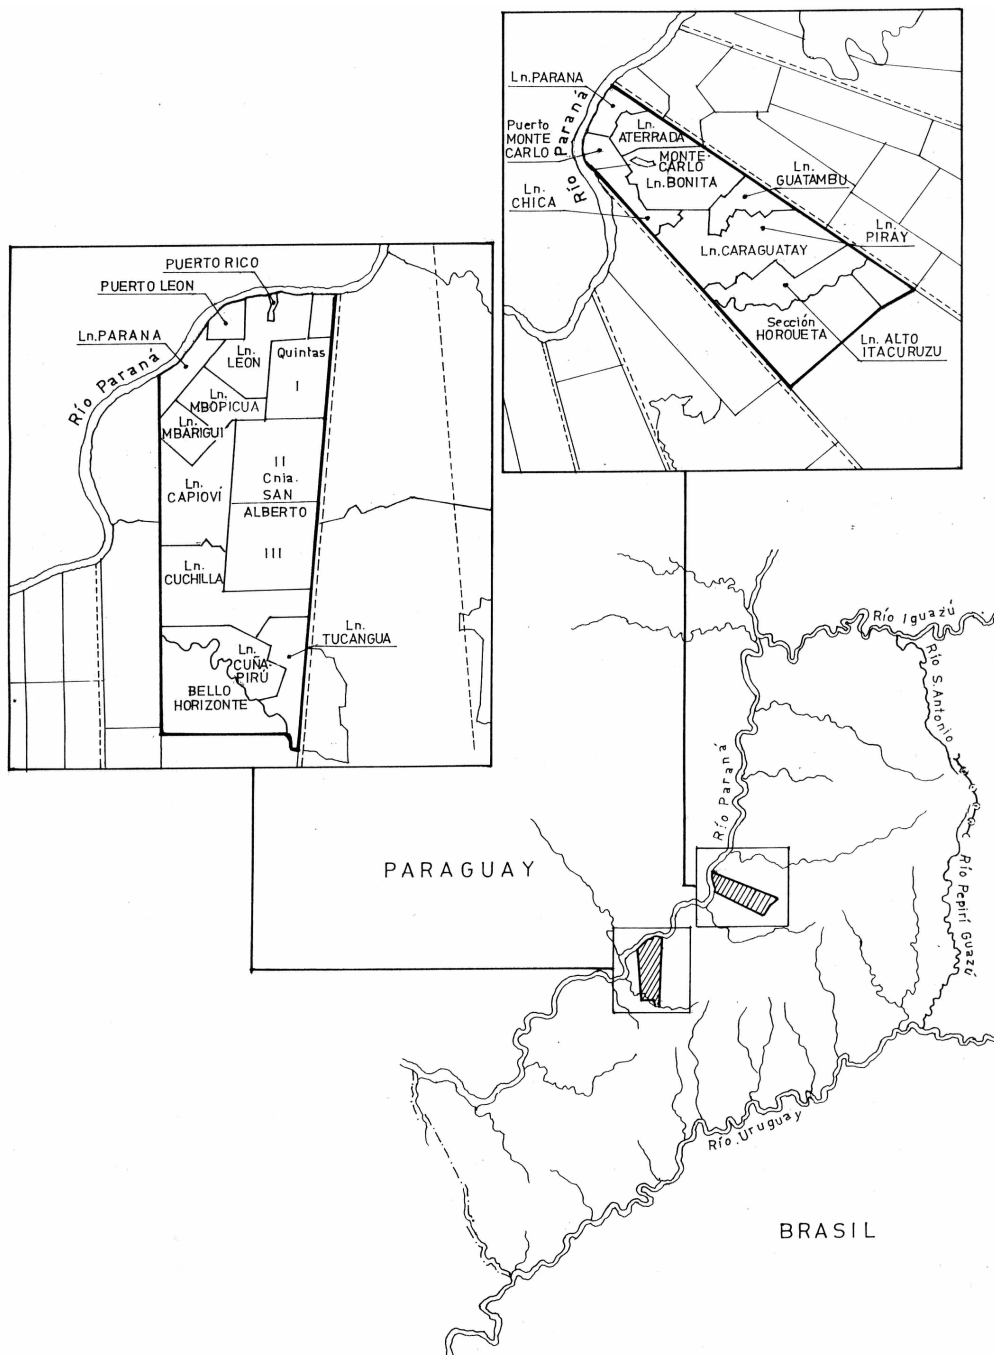 Ln.PARANA
Río Paraná
Puerto
MONTE
CARLO
Ln.
ATERRADA
MONTE-
CARLO
Ln.BONITA
Ln.
GUATAMBU
Ln.
CHICA
Ln.
PIRAY
Ln.CARAGUATAY
Sección
HORQUETA
Ln. ALTO
ITACURUZU
PUERTO RICO
PUERTO LEON
Ln.PARANA
Río Paraná
Ln.
LEON
Quintas
I
Ln.
MBOPICUA
Ln.
MBARIGUI
II
Cnia.
SAN
ALBERTO
III
Ln.
CAPIOVÍ
Ln.
CUCHILLA
Ln.
TUCANGUA
Ln.
CUÑA-
PIRÚ
BELLO
HORIZONTE
Río Iguazú
Río S. Antonio
Río Paraná
PARAGUAY
Río Pepirí Guazú
Río Uruguay
BRASIL